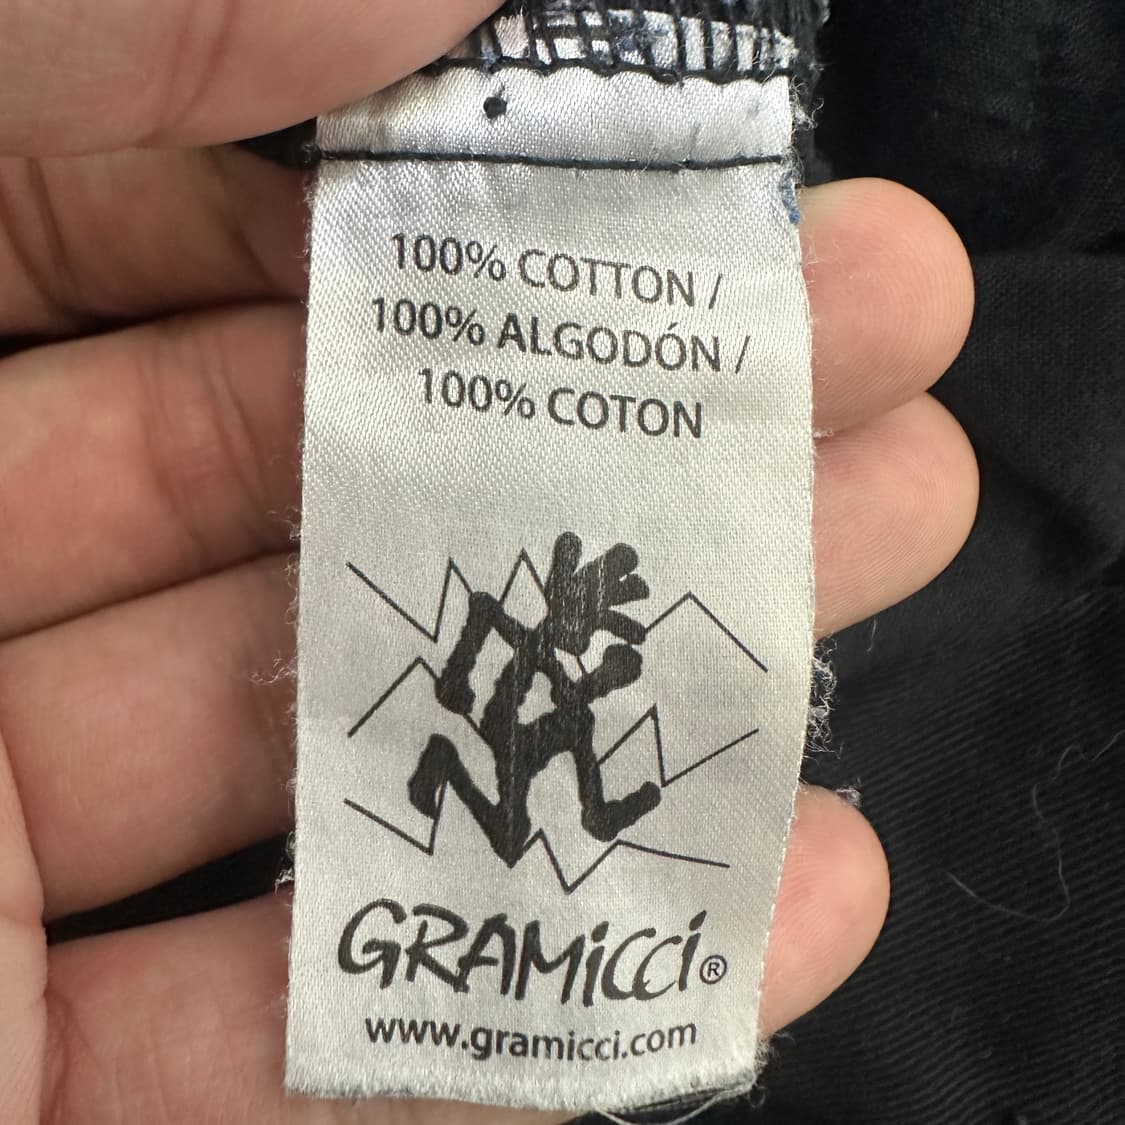 100% COTTON /
100% ALGODÓN /
100% COTON
GRAMiCCi®
www.gramicci.com